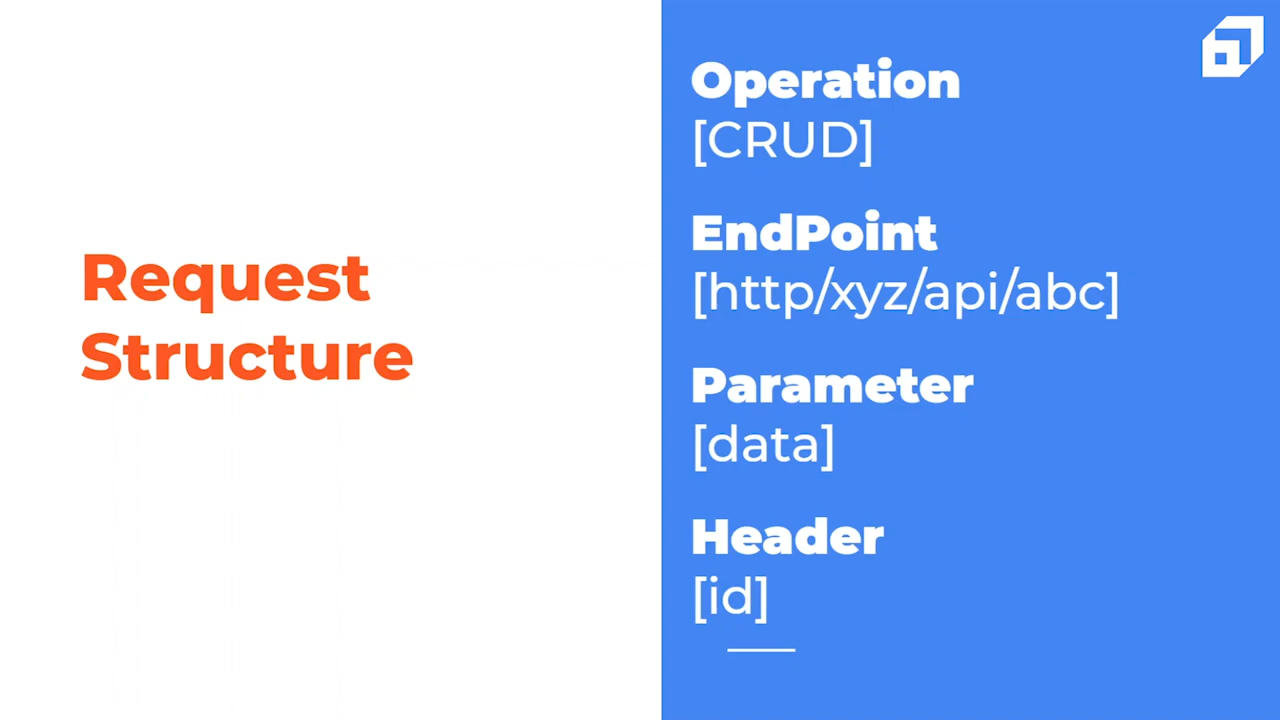 Request
Structure
Operation
[CRUD]
EndPoint
[http/xyz/api/abc]
Parameter
[data]
Header
[id]